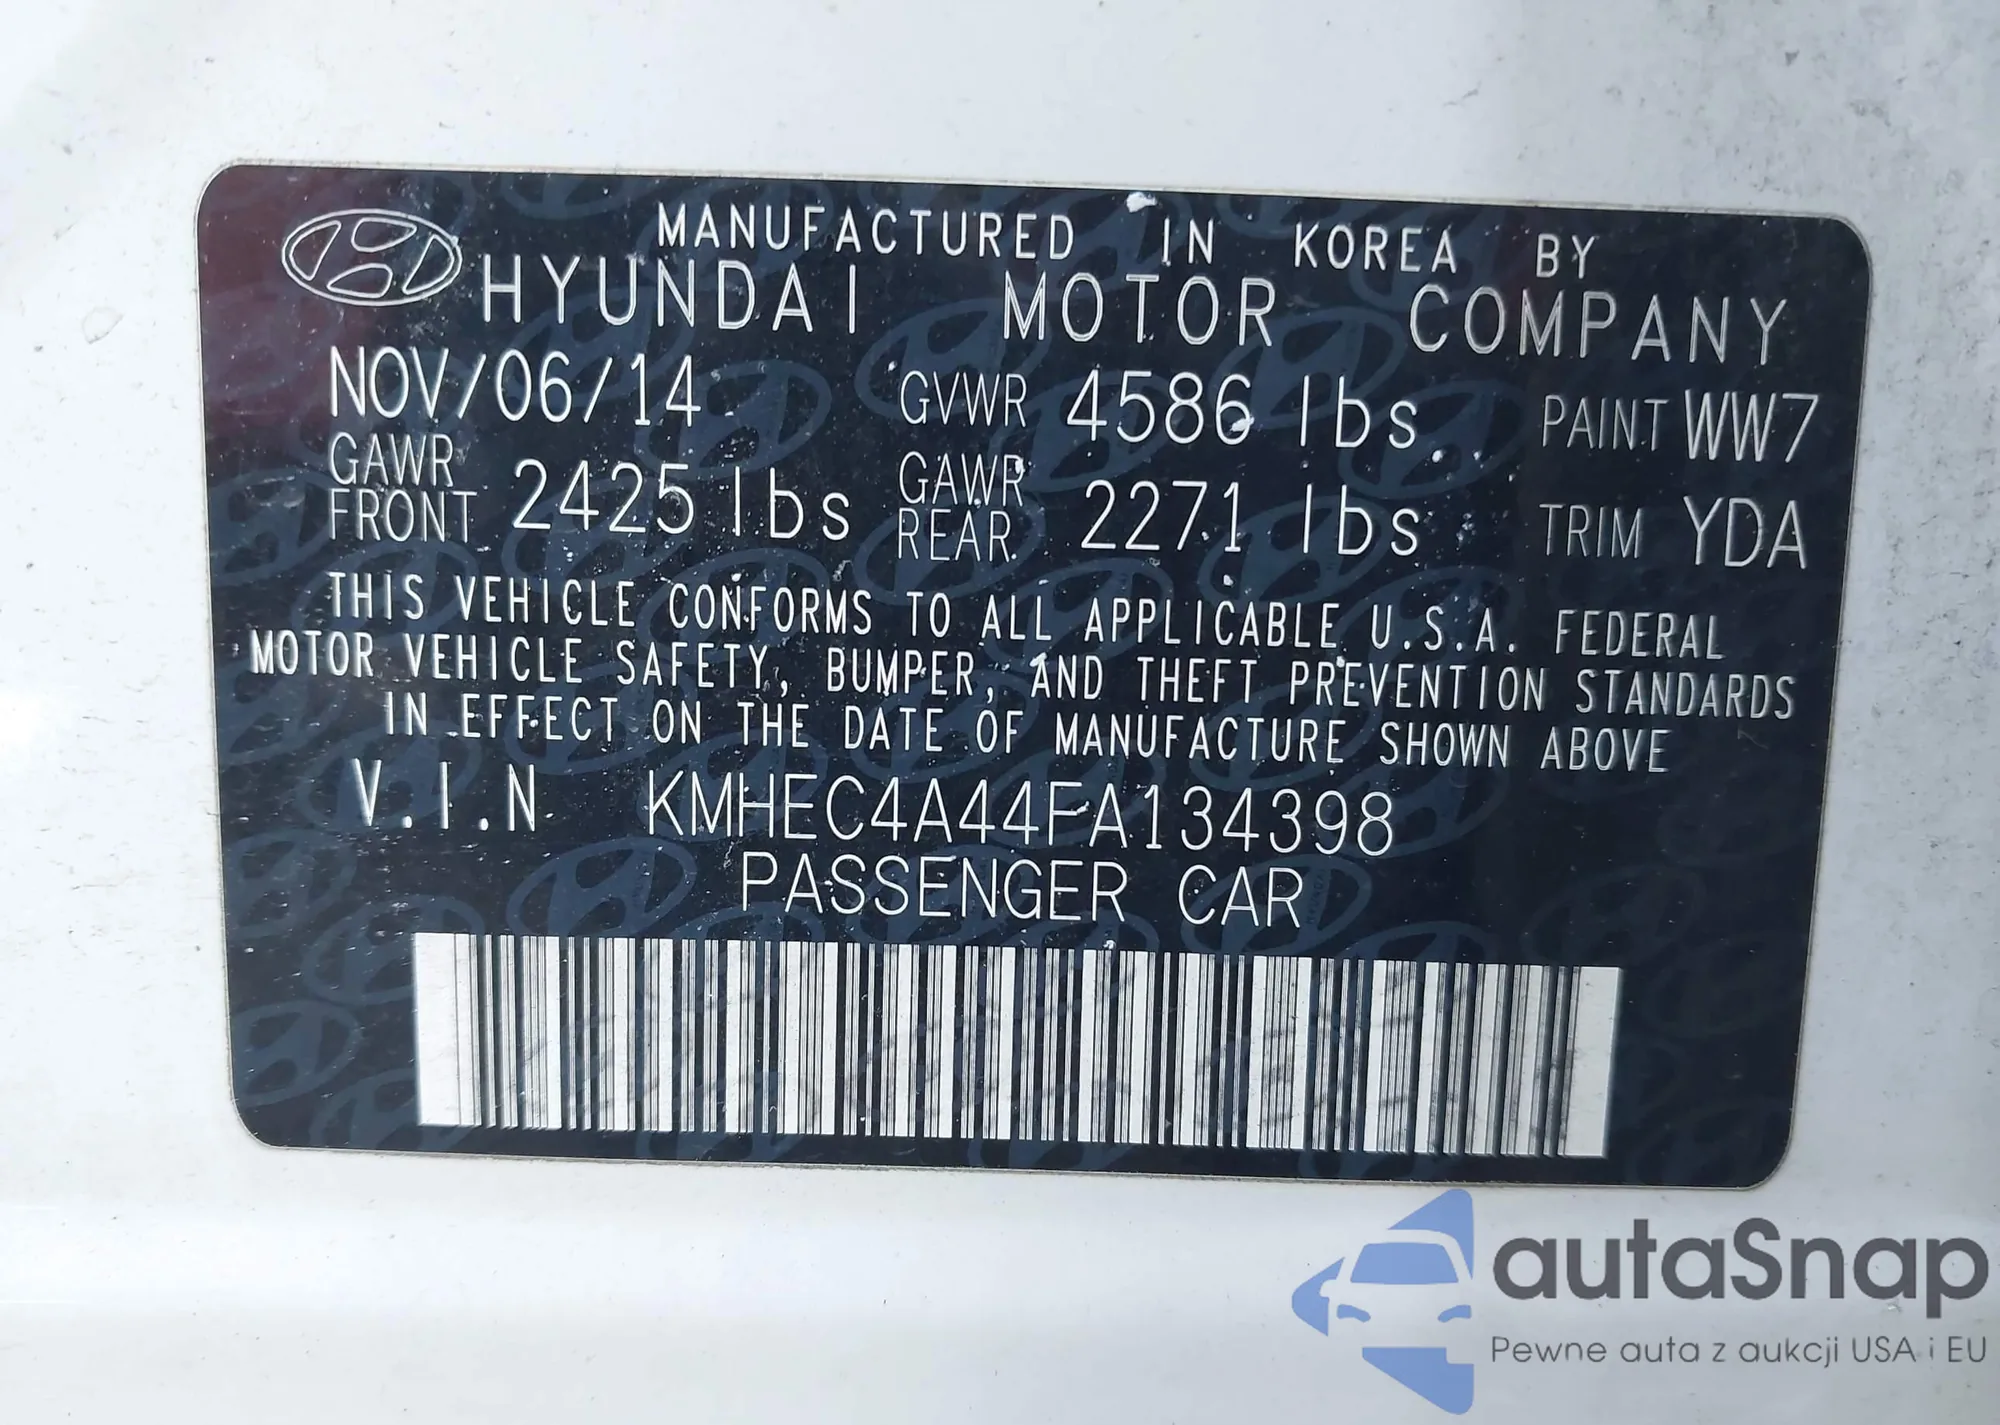 MANUFACTURED IN KOREA BY
HYUNDAI MOTOR COMPANY
NOV/06/14 GVWR 4586 lbs PAINT WW7
GAWR FRONT 2425 lbs GAWR REAR 2271 lbs TRIM YDA
THIS VEHICLE CONFORMS TO ALL APPLICABLE U.S.A. FEDERAL
MOTOR VEHICLE SAFETY, BUMPER, AND THEFT PREVENTION STANDARDS
IN EFFECT ON THE DATE OF MANUFACTURE SHOWN ABOVE
V.I.N KMHEC4A44FA134398
PASSENGER CAR
autaSnap
Pewne auta z aukcji USA i EU